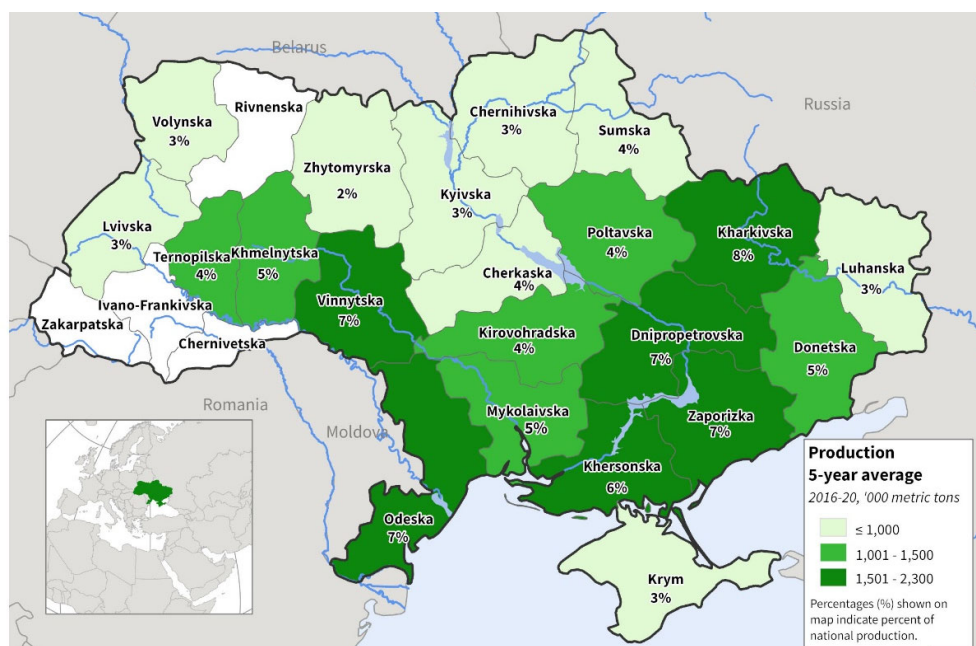 Belarus
Russia
Rivnenska
Volynska
3%
Chernihivska
3%
Sumska
4%
Zhytomyrska
2%
Kyivska
3%
Lvivska
3%
Ternopilska
4%
Khmelnytska
5%
Poltavska
4%
Kharkivska
8%
Luhanska
3%
Cherkaska
4%
Vinnytska
7%
Ivano-Frankivska
Zakarpatska
Chernivetska
Kirovohradska
4%
Dnipropetrovska
7%
Donetska
5%
Romania
Moldova
Mykolaivska
5%
Zaporizka
7%
Khersonska
6%
Odeska
7%
Krym
3%
Production
5-year average
2016-20, '000 metric tons
≤ 1,000
1,001 - 1,500
1,501 - 2,300
Percentages (%) shown on
map indicate percent of
national production.